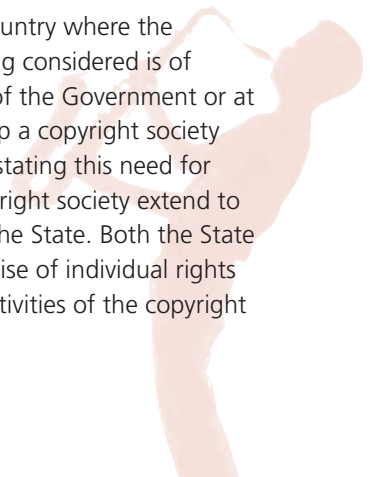 untry where the
g considered is of
of the Government or at
p a copyright society
stating this need for
right society extend to
he State. Both the State
ise of individual rights
tivities of the copyright